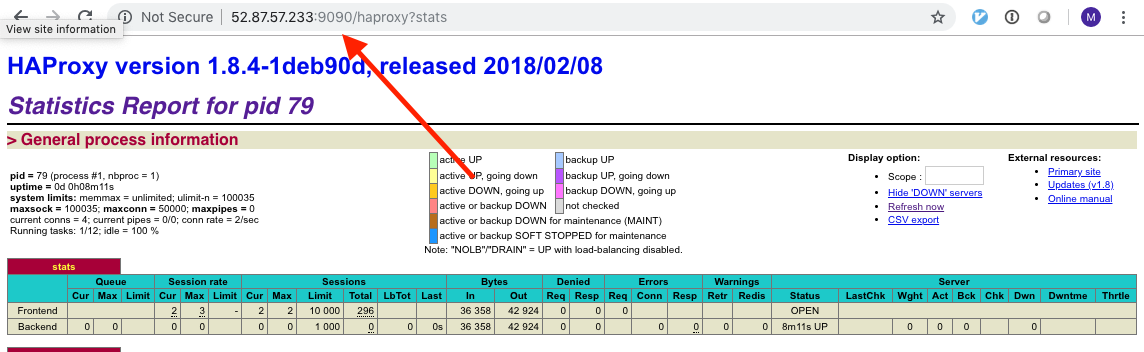 Not Secure | 52.87.57.233:9090/haproxy?stats
M
View site information
HAProxy version 1.8.4-1deb90d, released 2018/02/08
Statistics Report for pid 79
> General process information
pid = 79 (process #1, nbproc = 1)
uptime = 0d 0h08m11s
system limits: memmax = unlimited; ulimit-n = 100035
maxsock = 100035; maxconn = 50000; maxpipes = 0
current conns = 4; current pipes = 0/0; conn rate = 2/sec
Running tasks: 1/12; idle = 100 %
active UP backup UP
active UP, going down backup UP, going down
active DOWN, going up backup DOWN, going up
active or backup DOWN not checked
active or backup DOWN for maintenance (MAINT)
active or backup SOFT STOPPED for maintenance
Note: "NOLB"/"DRAIN" = UP with load-balancing disabled.
Display option:
• Scope :
• Hide 'DOWN' servers
• Refresh now
• CSV export
External resources:
• Primary site
• Updates (v1.8)
• Online manual
stats
Queue Session rate Sessions Bytes Denied Errors Warnings Server
Cur Max Limit Cur Max Limit Cur Max Limit Total LbTot Last In Out Req Resp Req Conn Resp Retr Redis Status LastChk Wght Act Bck Chk Dwn Dwntme Thrtle
Frontend 2 3 - 2 2 10 000 296 36 358 42 924 0 0 0 OPEN
Backend 0 0 0 0 0 0 1 000 0 0 0s 36 358 42 924 0 0 0 0 0 0 8m11s UP 0 0 0 0